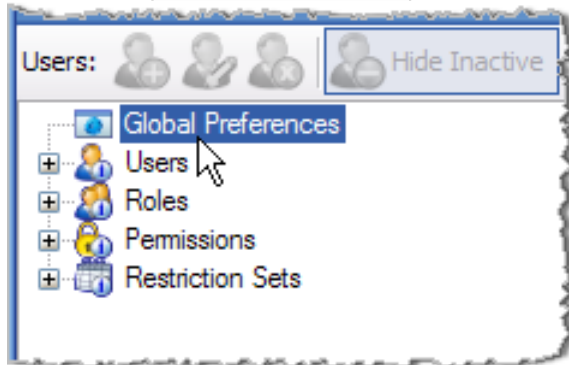 Users: Hide Inactive
Global Preferences
Users
Roles
Permissions
Restriction Sets